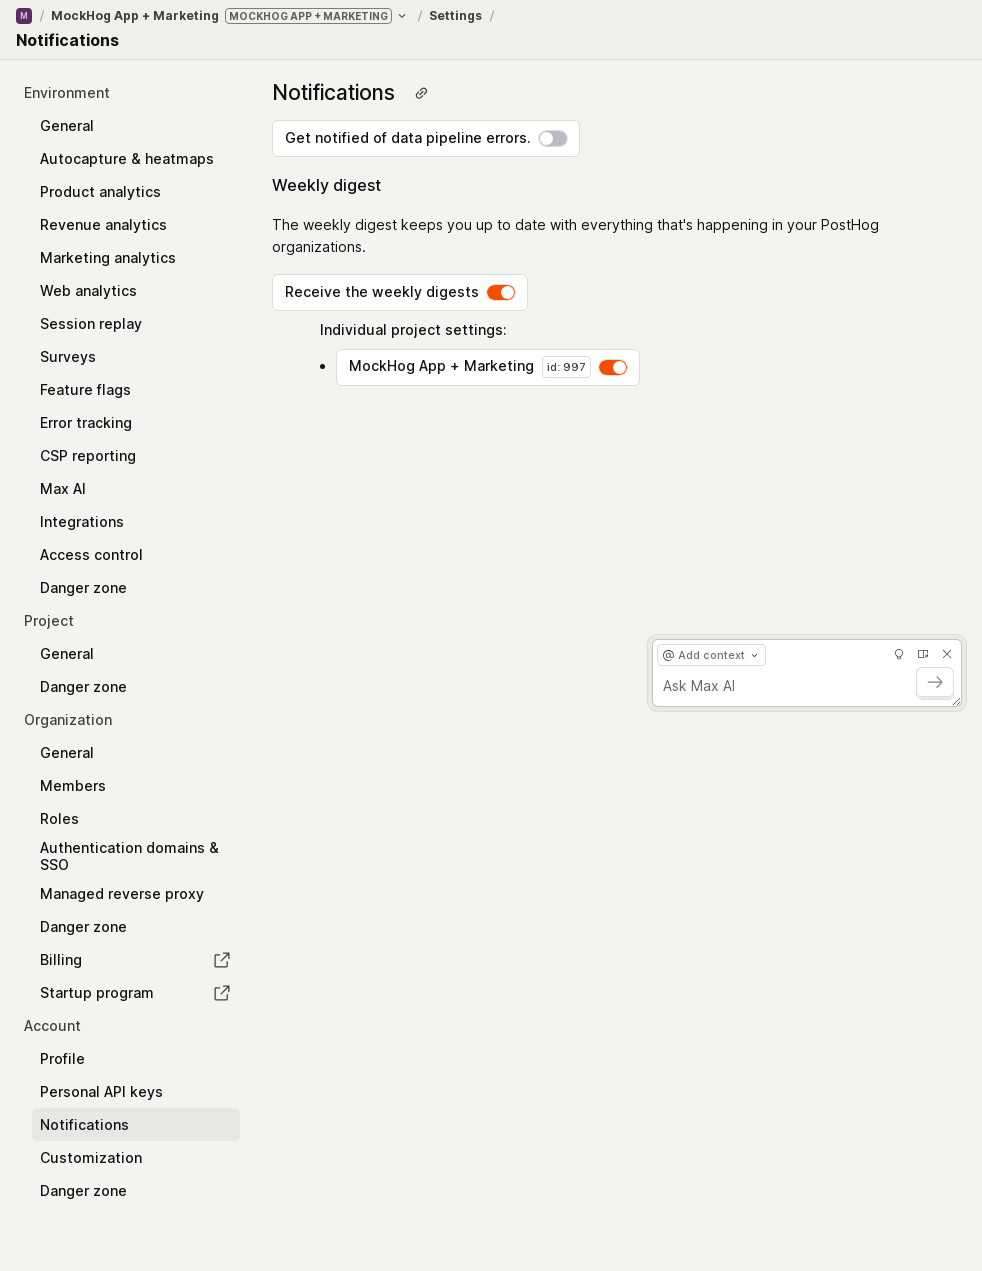 M / MockHog App + Marketing MOCKHOG APP + MARKETING / Settings /
Notifications
Environment
General
Autocapture & heatmaps
Product analytics
Revenue analytics
Marketing analytics
Web analytics
Session replay
Surveys
Feature flags
Error tracking
CSP reporting
Max AI
Integrations
Access control
Danger zone
Project
General
Danger zone
Organization
General
Members
Roles
Authentication domains &
SSO
Managed reverse proxy
Danger zone
Billing
Startup program
Account
Profile
Personal API keys
Notifications
Customization
Danger zone
Notifications
Get notified of data pipeline errors.
Weekly digest
The weekly digest keeps you up to date with everything that's happening in your PostHog
organizations.
Receive the weekly digests
Individual project settings:
• MockHog App + Marketing id: 997
@ Add context
Ask Max AI